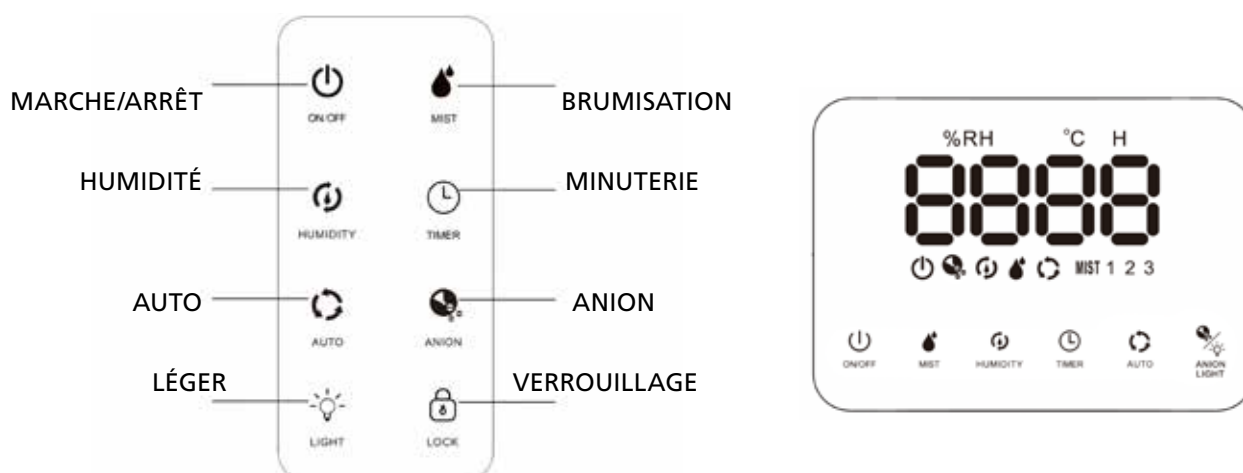 MARCHE/ARRÊT
ON/OFF
MIST
BRUMISATION
HUMIDITÉ
HUMIDITY
TIMER
MINUTERIE
AUTO
AUTO
ANION
ANION
LÉGER
LIGHT
LOCK
VERROUILLAGE
%RH °C H
8888
MIST 1 2 3
ON/OFF MIST HUMIDITY TIMER AUTO ANION
LIGHT